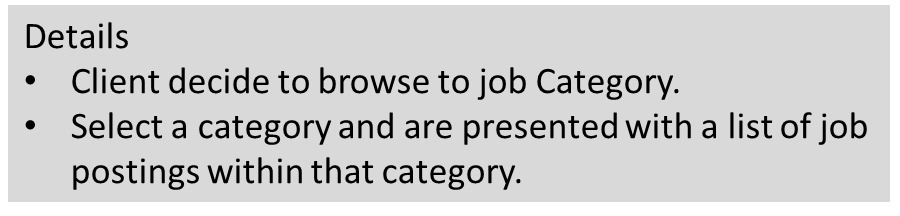 Details
• Client decide to browse to job Category.
• Select a category and are presented with a list of job
postings within that category.